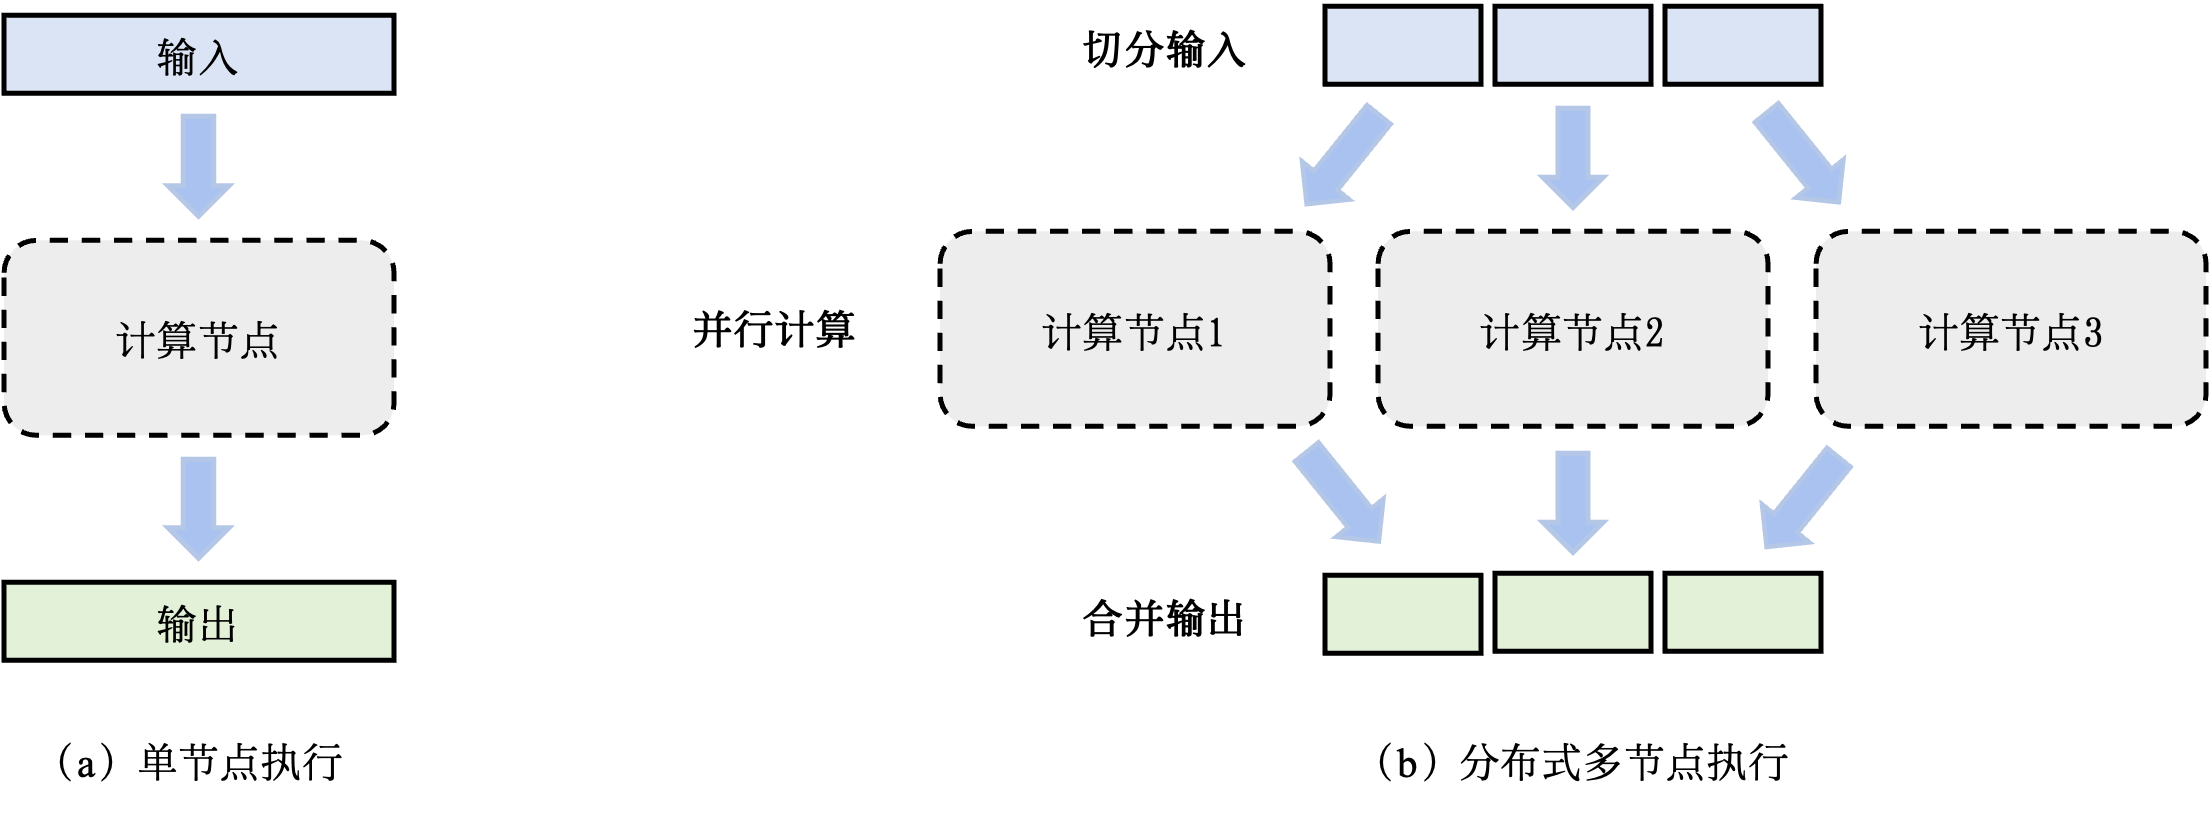 输入
计算节点
输出
（a）单节点执行
切分输入
并行计算
计算节点1
计算节点2
计算节点3
合并输出
（b）分布式多节点执行